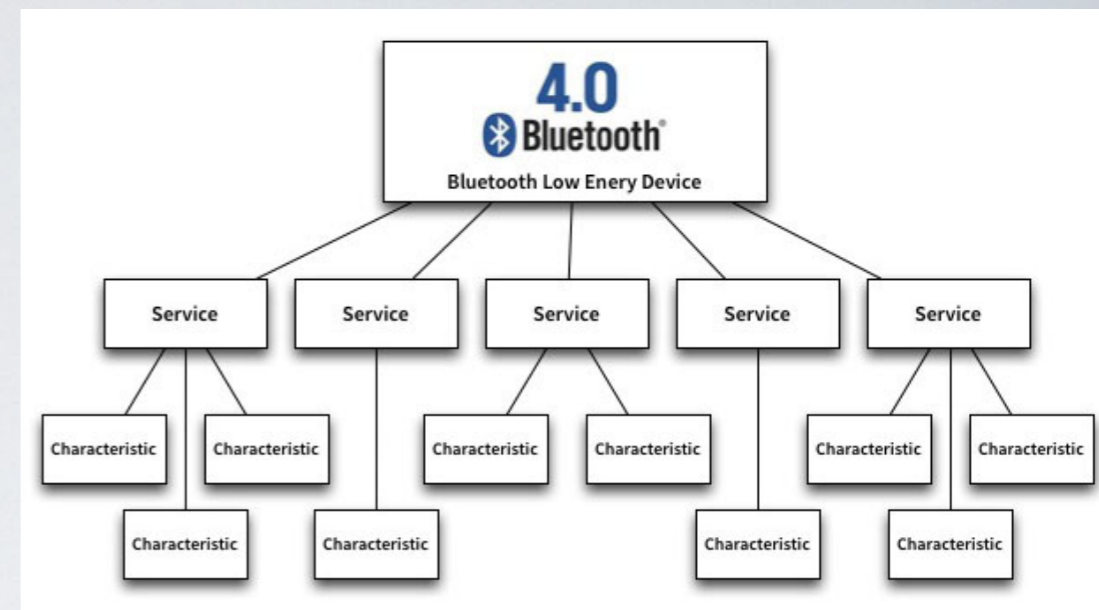 4.0
Bluetooth®
Bluetooth Low Enery Device
Service Service Service Service Service
Characteristic Characteristic Characteristic Characteristic Characteristic Characteristic
Characteristic Characteristic Characteristic Characteristic